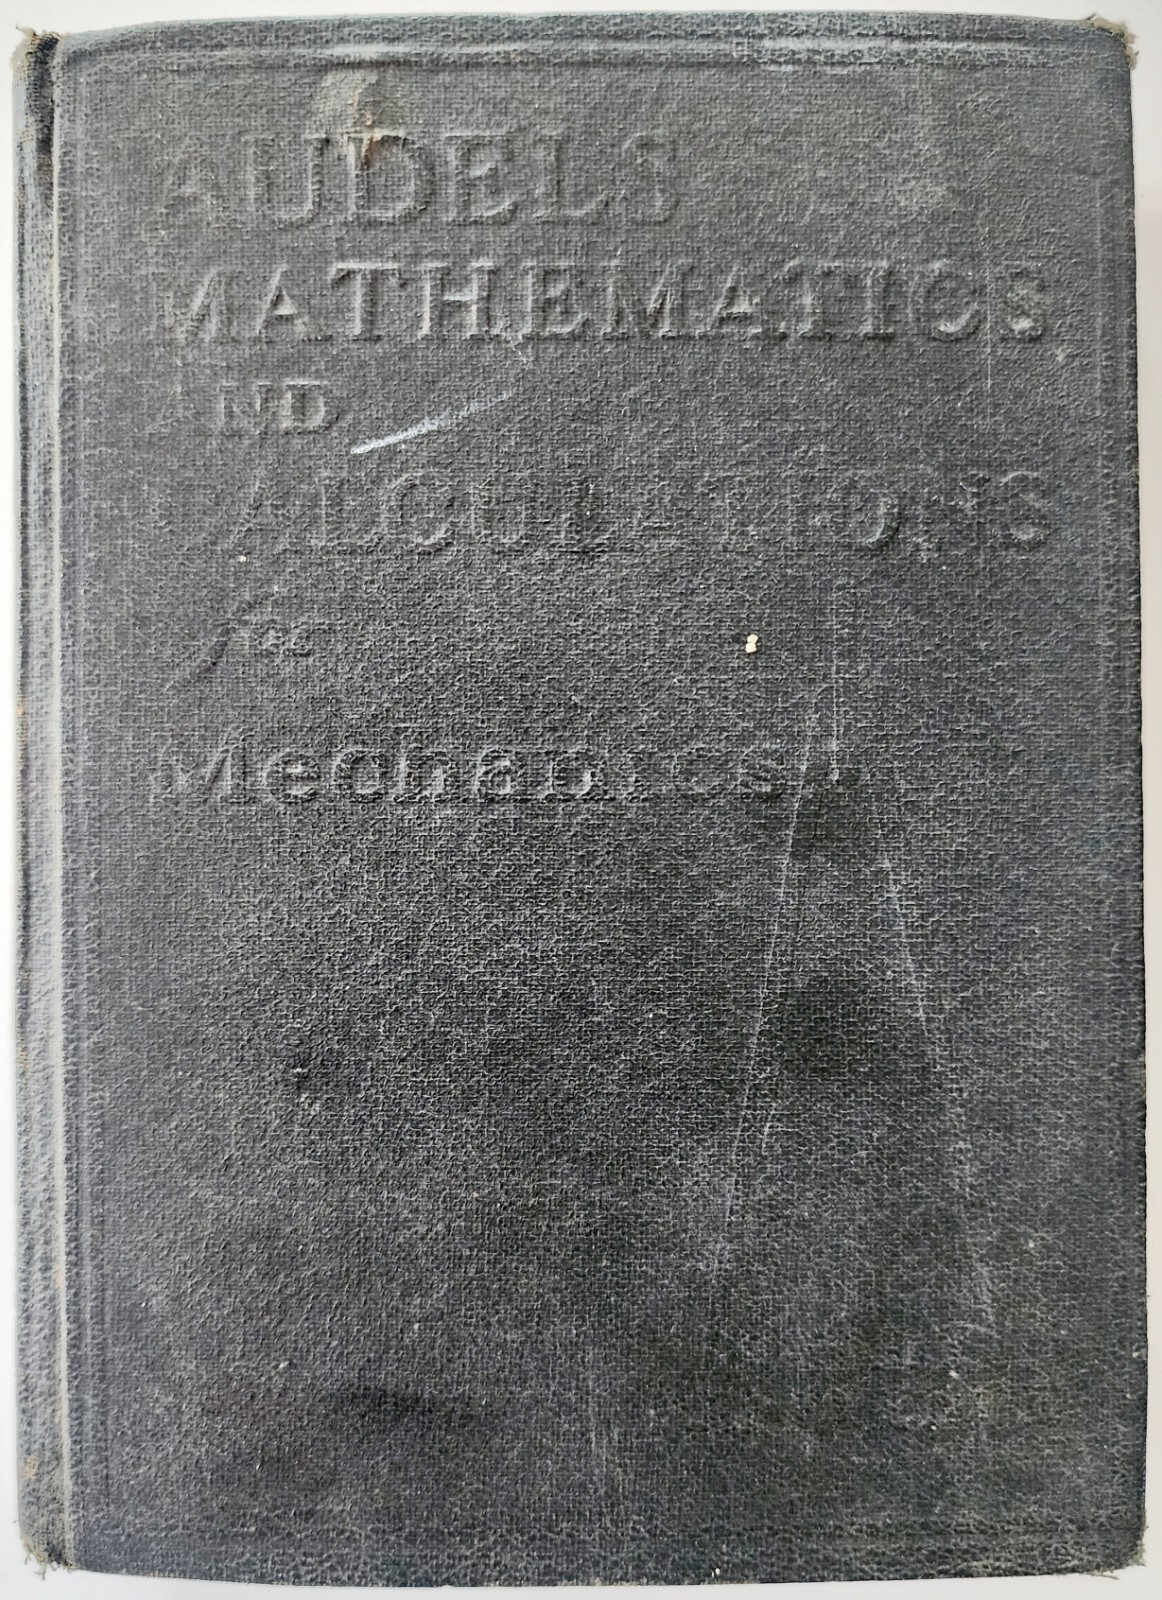 AUDELS
MATHEMATICS
AND
CALCULATIONS
for
Mechanics